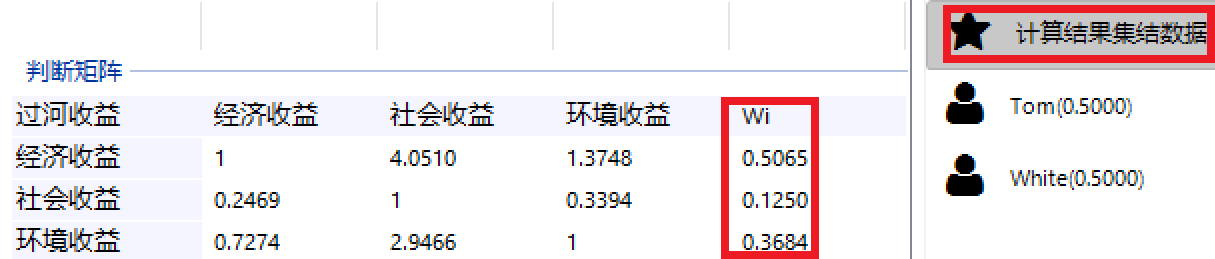 判断矩阵
过河收益 经济收益 社会收益 环境收益 Wi
经济收益 1 4.0510 1.3748 0.5065
社会收益 0.2469 1 0.3394 0.1250
环境收益 0.7274 2.9466 1 0.3684
计算结果集结数据
Tom(0.5000)
White(0.5000)